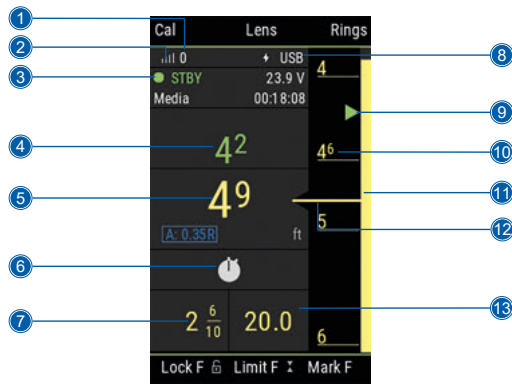 Cal Lens Rings
1
2
0 USB
8
3
STBY 23.9 V
4
Media 00:18:08
9
4
4²
4⁶
10
5
4⁹
11
A: 0.35R ft
5
12
6
7
2 6/10 20.0
13
6
Lock F Limit F Mark F